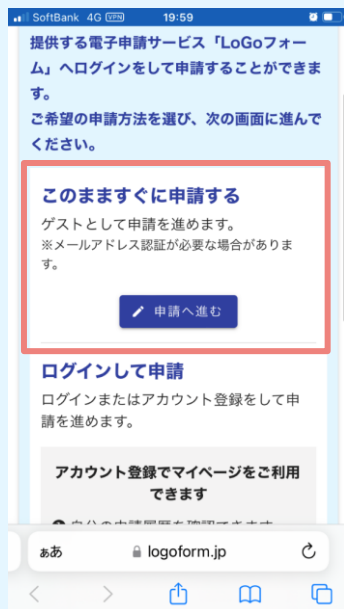 SoftBank 4G VPN 19:59
提供する電子申請サービス「LoGoフォー
ム」へログインをして申請することができま
す。
ご希望の申請方法を選び、次の画面に進んで
ください。
このまますぐに申請する
ゲストとして申請を進めます。
※メールアドレス認証が必要な場合がありま
す。
申請へ進む
ログインして申請
ログインまたはアカウント登録をして申
請を進めます。
アカウント登録でマイページをご利用
できます
ぁあ logoform.jp